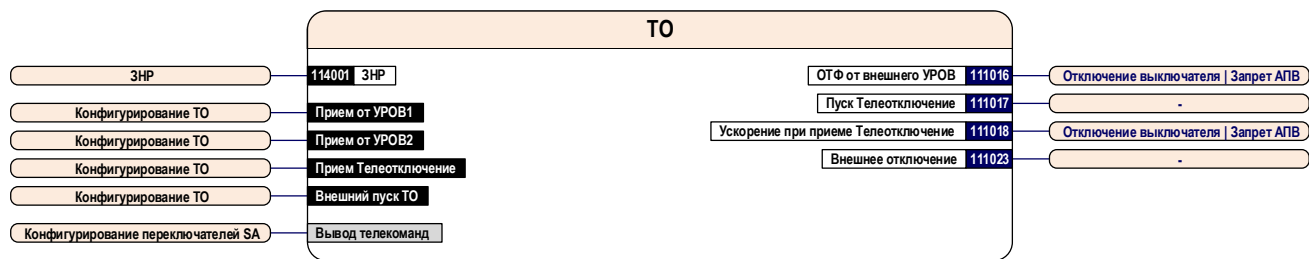 ТО
ЗНР 114001 ЗНР
ОТФ от внешнего УРОВ 111016 Отключение выключателя | Запрет АПВ
Конфигурирование ТО Прием от УРОВ1
Пуск Телеотключение 111017 -
Конфигурирование ТО Прием от УРОВ2
Ускорение при приеме Телеотключение 111018 Отключение выключателя | Запрет АПВ
Конфигурирование ТО Прием Телеотключение
Внешнее отключение 111023 -
Конфигурирование ТО Внешний пуск ТО
Конфигурирование переключателей SA Вывод телекоманд